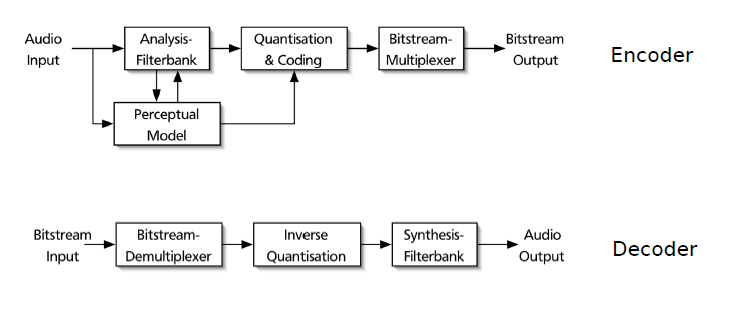 Audio
Input
Analysis-
Filterbank
Quantisation
& Coding
Bitstream-
Multiplexer
Bitstream
Output
Encoder
Perceptual
Model
Bitstream
Input
Bitstream-
Demultiplexer
Inverse
Quantisation
Synthesis-
Filterbank
Audio
Output
Decoder